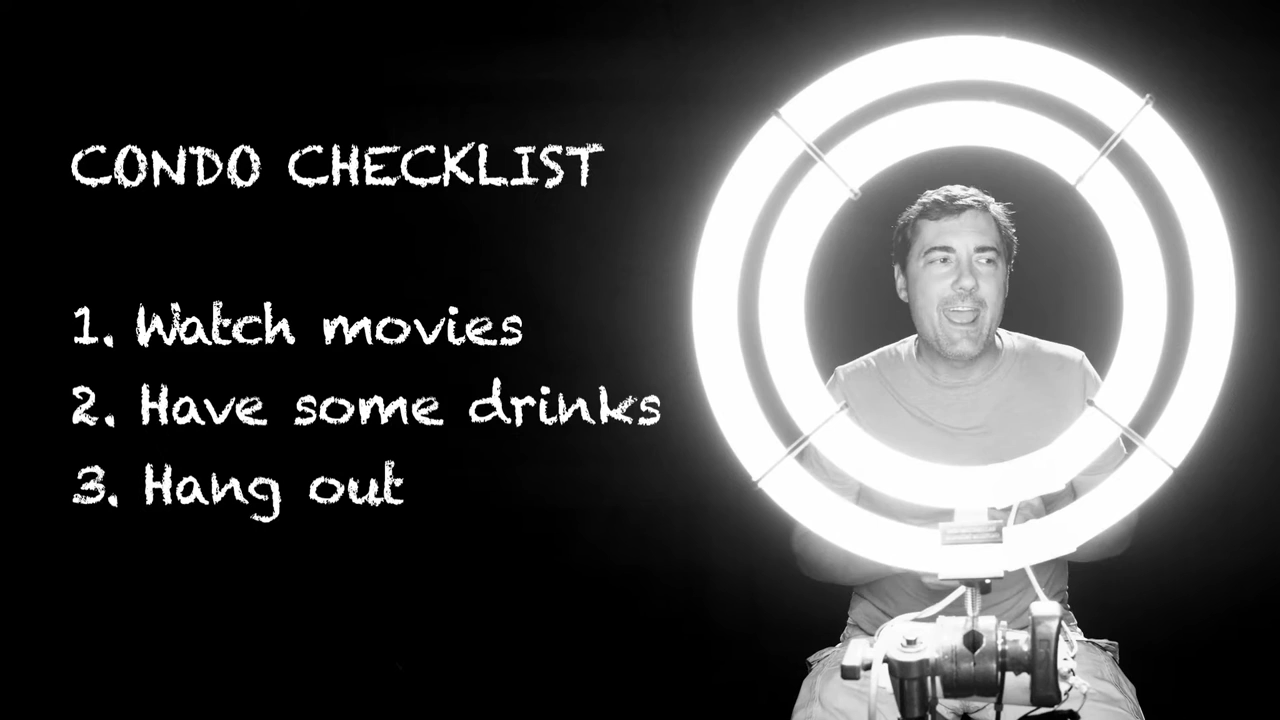 CONDO CHECKLIST
1. Watch movies
2. Have some drinks
3. Hang out